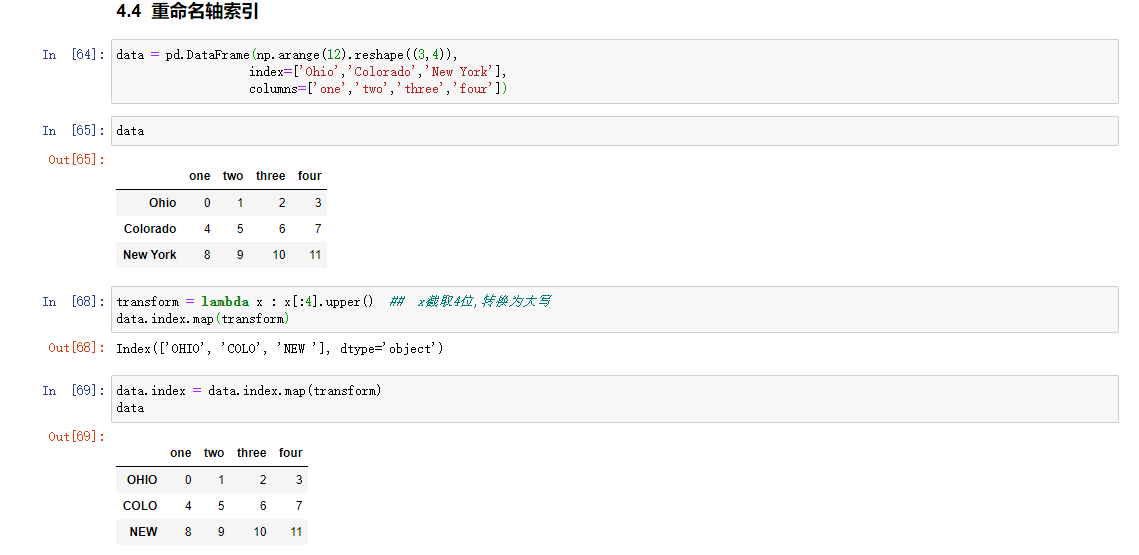 4.4 重命名轴索引
In [64]: data = pd.DataFrame(np.arange(12).reshape((3,4)),
index=['Ohio','Colorado','New York'],
columns=['one','two','three','four'])
In [65]: data
Out[65]:
one two three four
Ohio 0 1 2 3
Colorado 4 5 6 7
New York 8 9 10 11
In [68]: transform = lambda x : x[:4].upper() ## x截取4位,转换为大写
data.index.map(transform)
Out[68]: Index(['OHIO', 'COLO', 'NEW '], dtype='object')
In [69]: data.index = data.index.map(transform)
data
Out[69]:
one two three four
OHIO 0 1 2 3
COLO 4 5 6 7
NEW 8 9 10 11